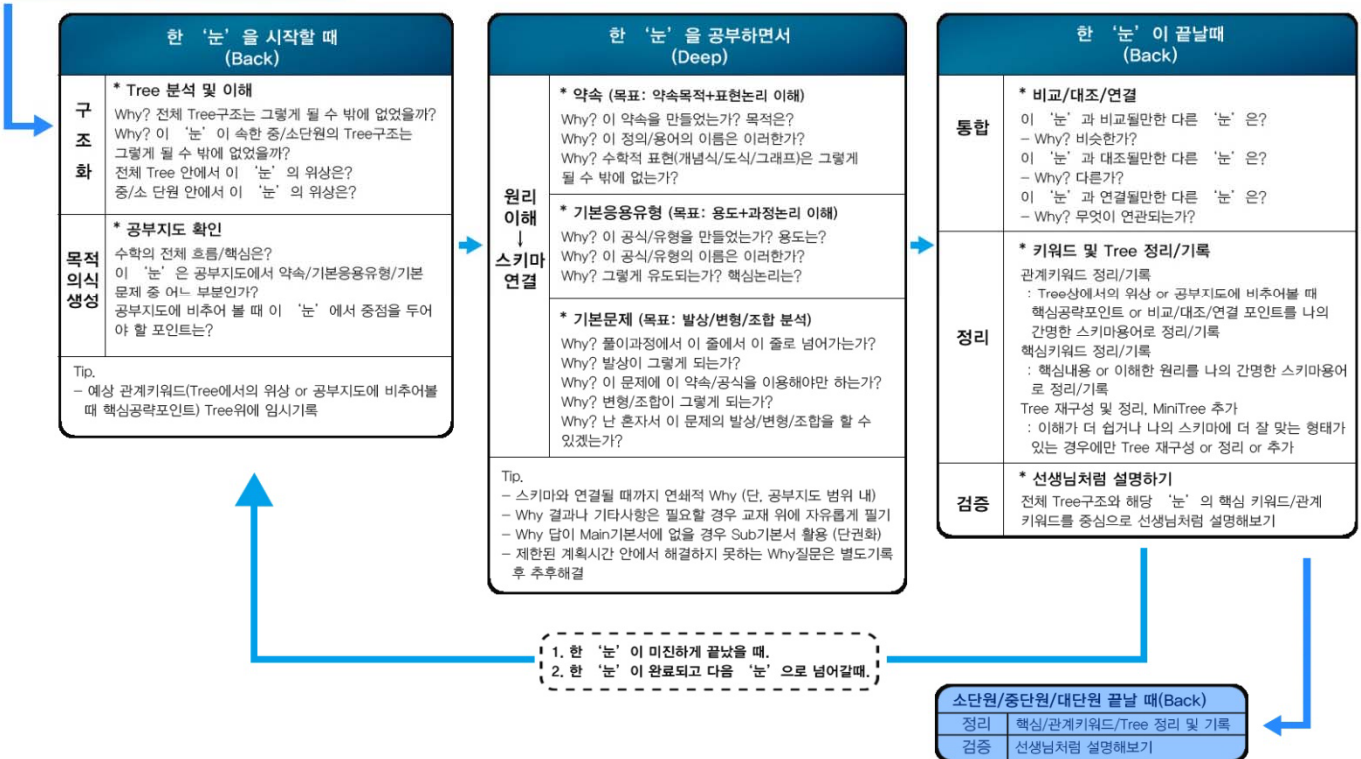 한 ‘눈’을 시작할 때
(Back)
구
조
화
* Tree 분석 및 이해
Why? 전체 Tree구조는 그렇게 될 수 밖에 없었을까?
Why? 이 ‘눈’이 속한 중/소단원의 Tree구조는
그렇게 될 수 밖에 없었을까?
전체 Tree 안에서 이 ‘눈’의 위상은?
중/소 단원 안에서 이 ‘눈’의 위상은?
목적
의식
생성
* 공부지도 확인
수학의 전체 흐름/핵심은?
이 ‘눈’은 공부지도에서 약속/기본응용유형/기본
문제 중 어느 부분인가?
공부지도에 비추어 볼 때 이 ‘눈’에서 중점을 두어
야 할 포인트는?
Tip.
– 예상 관계키워드(Tree에서의 위상 or 공부지도에 비추어볼
때 핵심공략포인트) Tree위에 임시기록
한 ‘눈’을 공부하면서
(Deep)
원리
이해
↓
스키마
연결
* 약속 (목표: 약속목적+표현논리 이해)
Why? 이 약속을 만들었는가? 목적은?
Why? 이 정의/용어의 이름은 이러한가?
Why? 수학적 표현(개념식/도식/그래프)은 그렇게
될 수 밖에 없는가?
* 기본응용유형 (목표: 용도+과정논리 이해)
Why? 이 공식/유형을 만들었는가? 용도는?
Why? 이 공식/유형의 이름은 이러한가?
Why? 그렇게 유도되는가? 핵심논리는?
* 기본문제 (목표: 발상/변형/조합 분석)
Why? 풀이과정에서 이 줄에서 이 줄로 넘어가는가?
Why? 발상이 그렇게 되는가?
Why? 이 문제에 이 약속/공식을 이용해야만 하는가?
Why? 변형/조합이 그렇게 되는가?
Why? 난 혼자서 이 문제의 발상/변형/조합을 할 수
있겠는가?
Tip.
– 스키마와 연결될 때까지 연쇄적 Why (단, 공부지도 범위 내)
– Why 결과나 기타사항은 필요할 경우 교재 위에 자유롭게 필기
– Why 답이 Main기본서에 없을 경우 Sub기본서 활용 (단권화)
– 제한된 계획시간 안에서 해결하지 못하는 Why질문은 별도기록
후 추후해결
한 ‘눈’이 끝날때
(Back)
통합
* 비교/대조/연결
이 ‘눈’과 비교될만한 다른 ‘눈’은?
– Why? 비슷한가?
이 ‘눈’과 대조될만한 다른 ‘눈’은?
– Why? 다른가?
이 ‘눈’과 연결될만한 다른 ‘눈’은?
– Why? 무엇이 연관되는가?
정리
* 키워드 및 Tree 정리/기록
관계키워드 정리/기록
: Tree상에서의 위상 or 공부지도에 비추어볼 때
핵심공략포인트 or 비교/대조/연결 포인트를 나의
간명한 스키마용어로 정리/기록
핵심키워드 정리/기록
: 핵심내용 or 이해한 원리를 나의 간명한 스키마용어
로 정리/기록
Tree 재구성 및 정리, MiniTree 추가
: 이해가 더 쉽거나 나의 스키마에 더 잘 맞는 형태가
있는 경우에만 Tree 재구성 or 정리 or 추가
검증
* 선생님처럼 설명하기
전체 Tree구조와 해당 ‘눈’의 핵심 키워드/관계
키워드를 중심으로 선생님처럼 설명해보기
1. 한 ‘눈’이 미진하게 끝났을 때.
2. 한 ‘눈’이 완료되고 다음 ‘눈’으로 넘어갈때.
소단원/중단원/대단원 끝날 때(Back)
정리 핵심/관계키워드/Tree 정리 및 기록
검증 선생님처럼 설명해보기